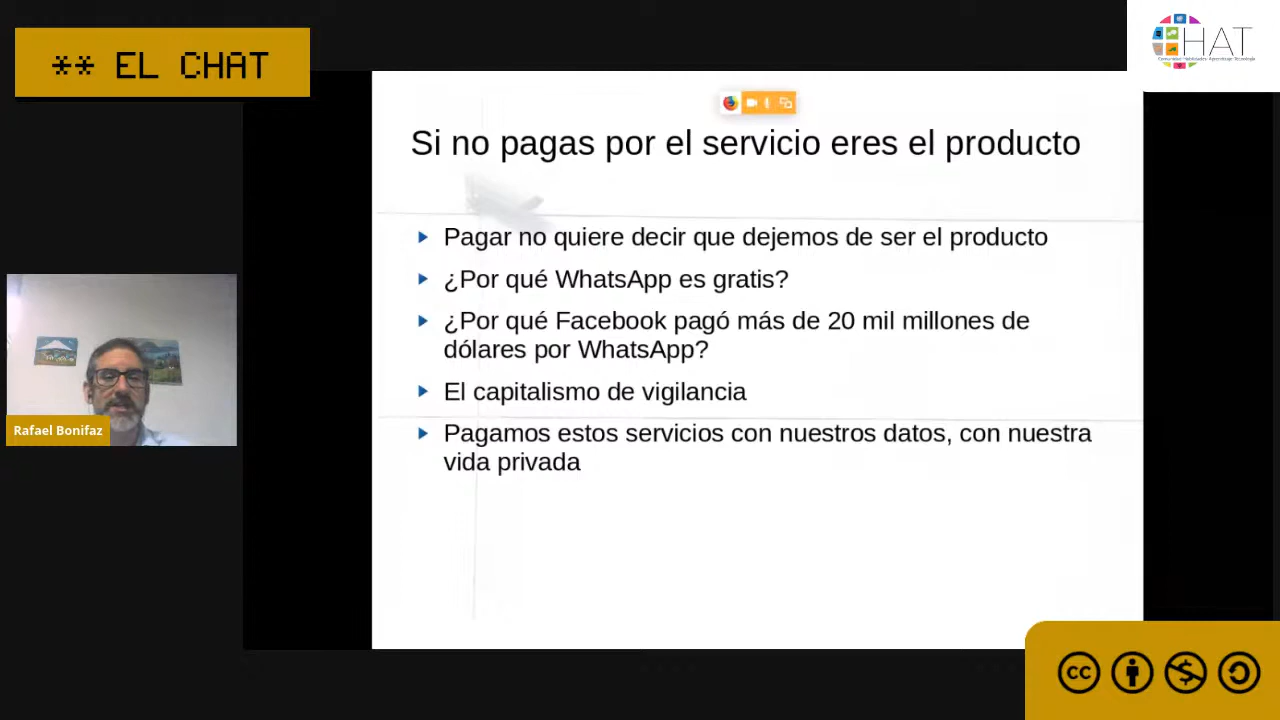 ** EL CHAT
HAT
Si no pagas por el servicio eres el producto
Pagar no quiere decir que dejemos de ser el producto
¿Por qué WhatsApp es gratis?
¿Por qué Facebook pagó más de 20 mil millones de
dólares por WhatsApp?
El capitalismo de vigilancia
Pagamos estos servicios con nuestros datos, con nuestra
vida privada
Rafael Bonifaz
cc